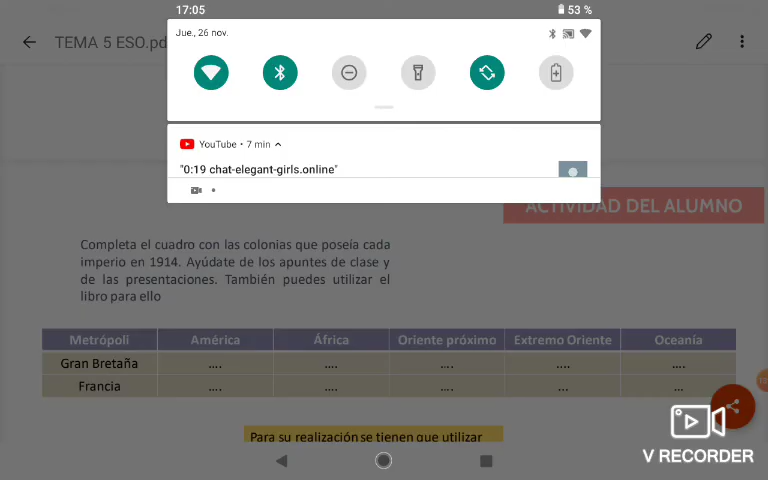 17:05
53 %
Jue., 26 nov.
TEMA 5 ESO.pd
YouTube • 7 min
"0:19 chat-elegant-girls.online"
ACTIVIDAD DEL ALUMNO
Completa el cuadro con las colonias que poseía cada
imperio en 1914. Ayúdate de los apuntes de clase y
de las presentaciones. También puedes utilizar el
libro para ello
Metrópoli América África Oriente próximo Extremo Oriente Oceanía
Gran Bretaña .... .... .... .... ....
Francia .... .... .... ... ...
Para su realización se tienen que utilizar
V RECORDER